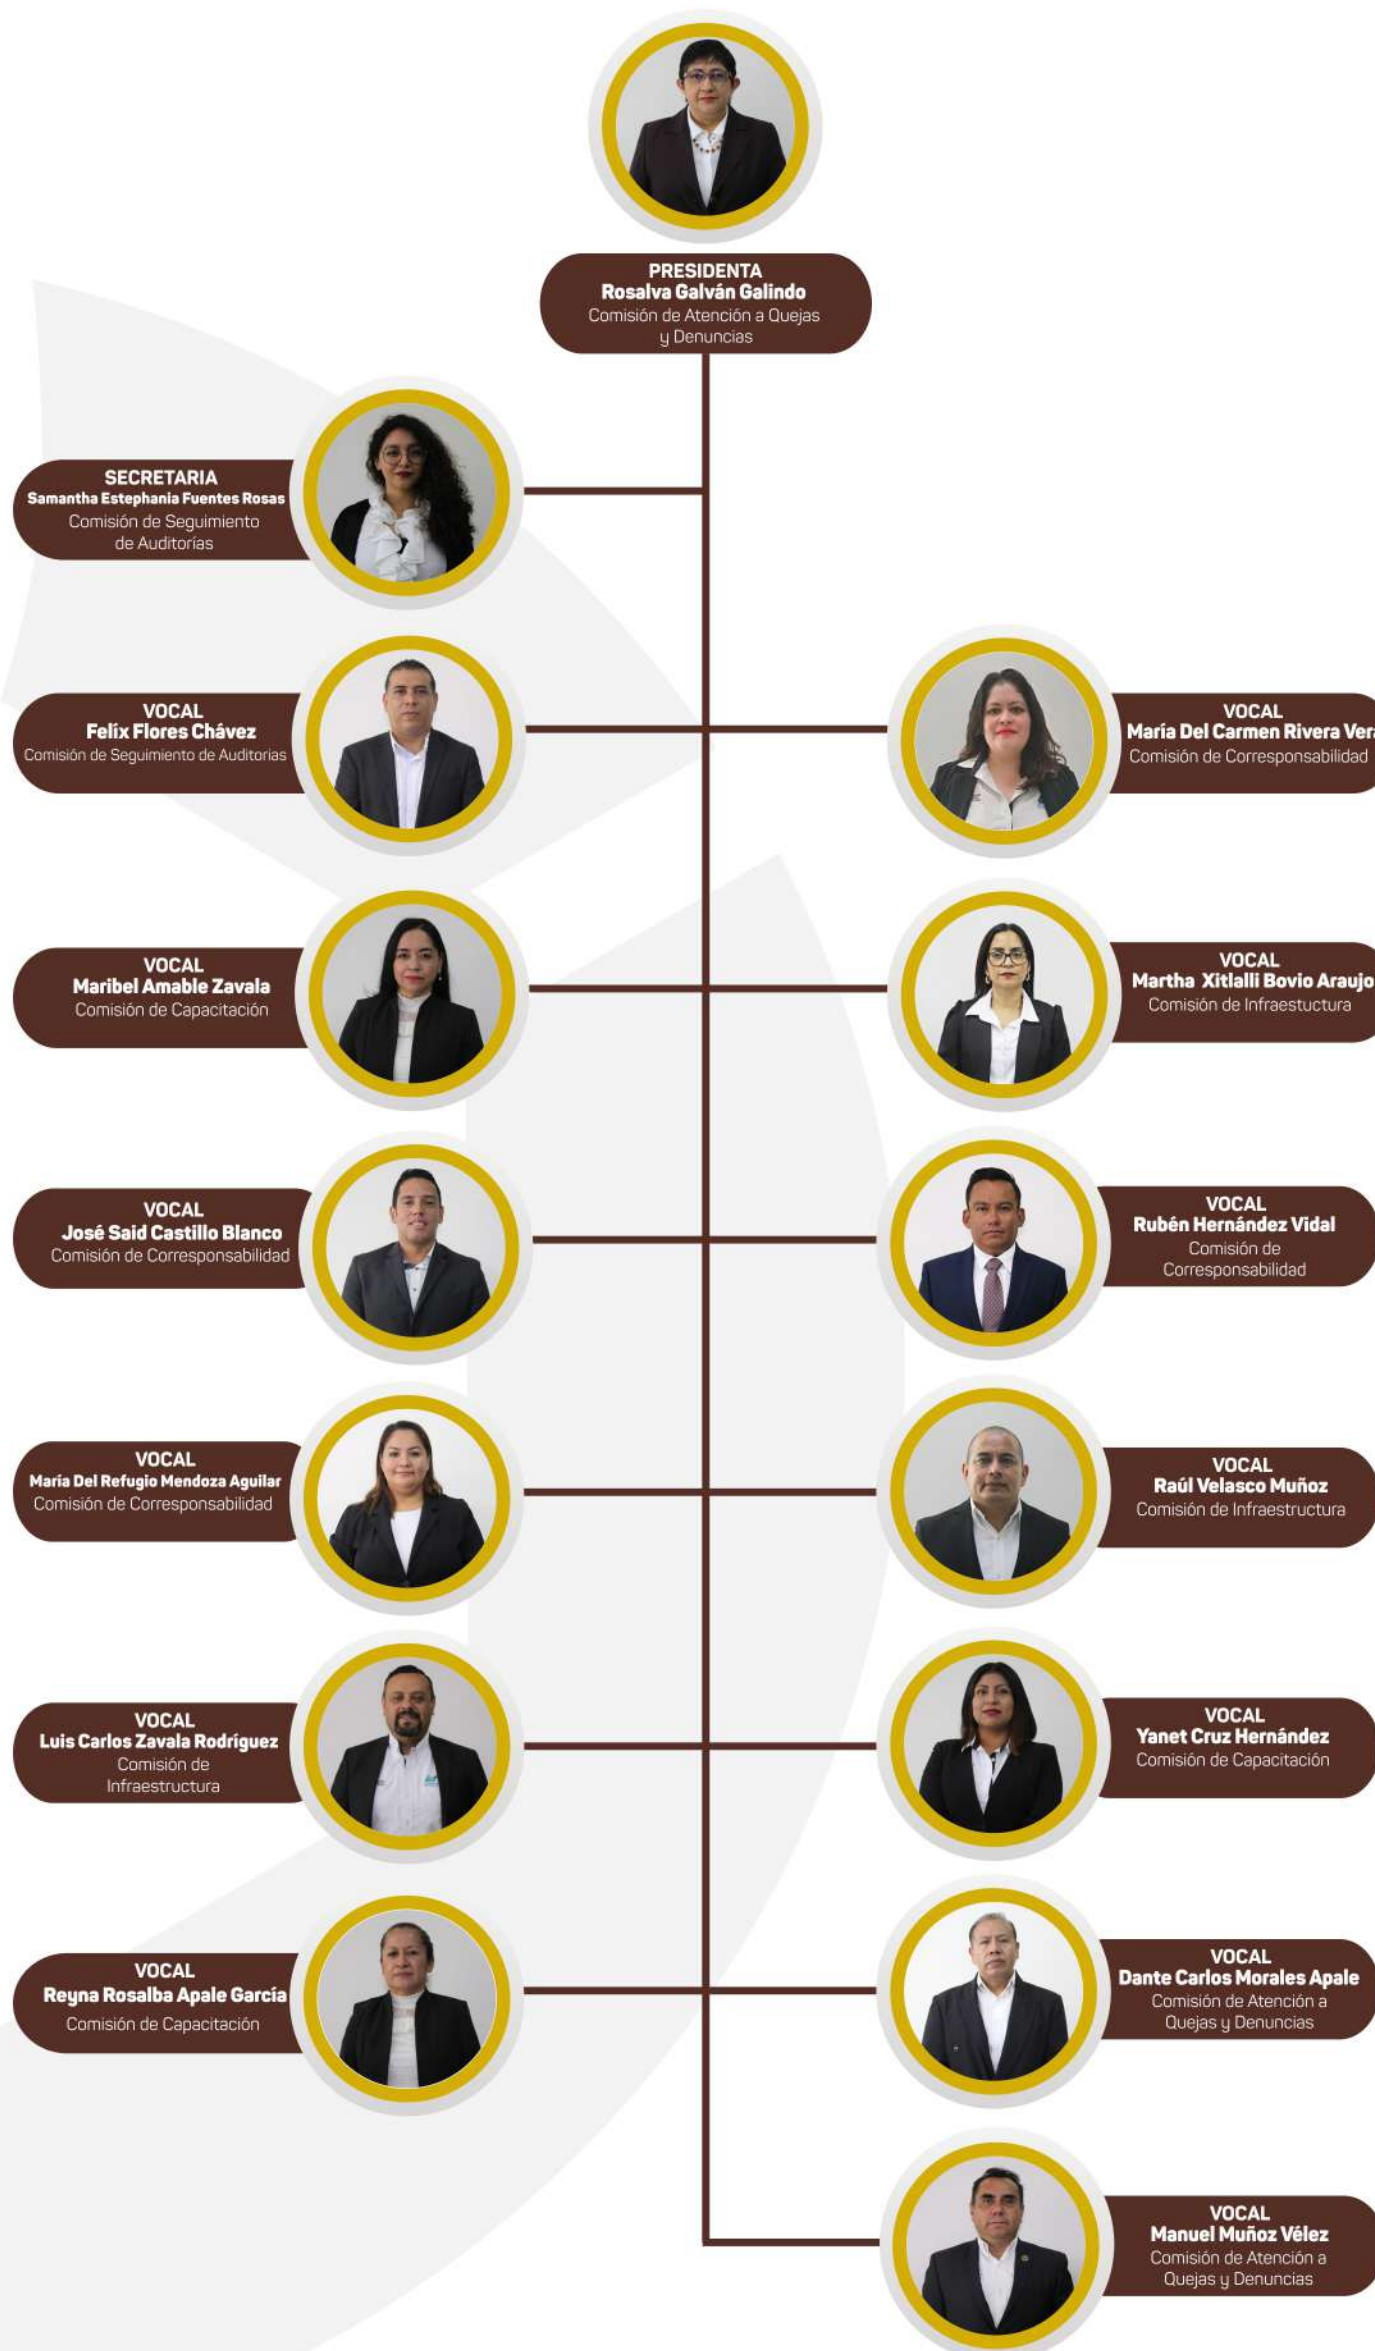 PRESIDENTA
Rosalva Galván Galindo
Comisión de Atención a Quejas
y Denuncias
SECRETARIA
Samantha Estephania Fuentes Rosas
Comisión de Seguimiento
de Auditorías
VOCAL
Felíx Flores Chávez
Comisión de Seguimiento de Auditorias
VOCAL
María Del Carmen Rivera Vera
Comisión de Corresponsabilidad
VOCAL
Maribel Amable Zavala
Comisión de Capacitación
VOCAL
Martha Xitlalli Bovio Araujo
Comisión de Infraestuctura
VOCAL
José Said Castillo Blanco
Comisión de Corresponsabilidad
VOCAL
Rubén Hernández Vidal
Comisión de
Corresponsabilidad
VOCAL
María Del Refugio Mendoza Aguilar
Comisión de Corresponsabilidad
VOCAL
Raúl Velasco Muñoz
Comisión de Infraestructura
VOCAL
Luis Carlos Zavala Rodríguez
Comisión de
Infraestructura
VOCAL
Yanet Cruz Hernández
Comisión de Capacitación
VOCAL
Reyna Rosalba Apale García
Comisión de Capacitación
VOCAL
Dante Carlos Morales Apale
Comisión de Atención a
Quejas y Denuncias
VOCAL
Manuel Muñoz Vélez
Comisión de Atención a
Quejas y Denuncias